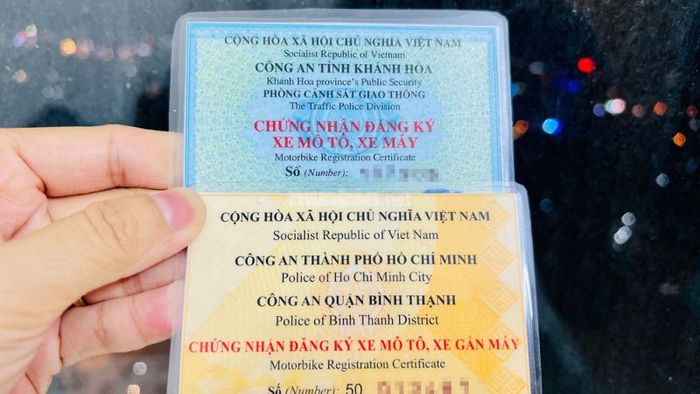 CỘNG HÒA XÃ HỘI CHỦ NGHĨA VIỆT NAM
Socialist Republic of Vietnam
CÔNG AN TỈNH KHÁNH HÒA
Khanh Hoa province's Public Security
PHÒNG CẢNH SÁT GIAO THÔNG
The Traffic Police Division
CHỨNG NHẬN ĐĂNG KÝ
XE MÔ TÔ, XE MÁY
Motorbike Registration Certificate
Số (Number):
CỘNG HÒA XÃ HỘI CHỦ NGHĨA VIỆT NAM
Socialist Republic of Viet Nam
CÔNG AN THÀNH PHỐ HỒ CHÍ MINH
Police of Ho Chi Minh City
CÔNG AN QUẬN BÌNH THẠNH
Police of Binh Thanh District
CHỨNG NHẬN ĐĂNG KÝ XE MÔ TÔ, XE GẮN MÁY
Motorbike Registration Certificate
Số (Number): 50